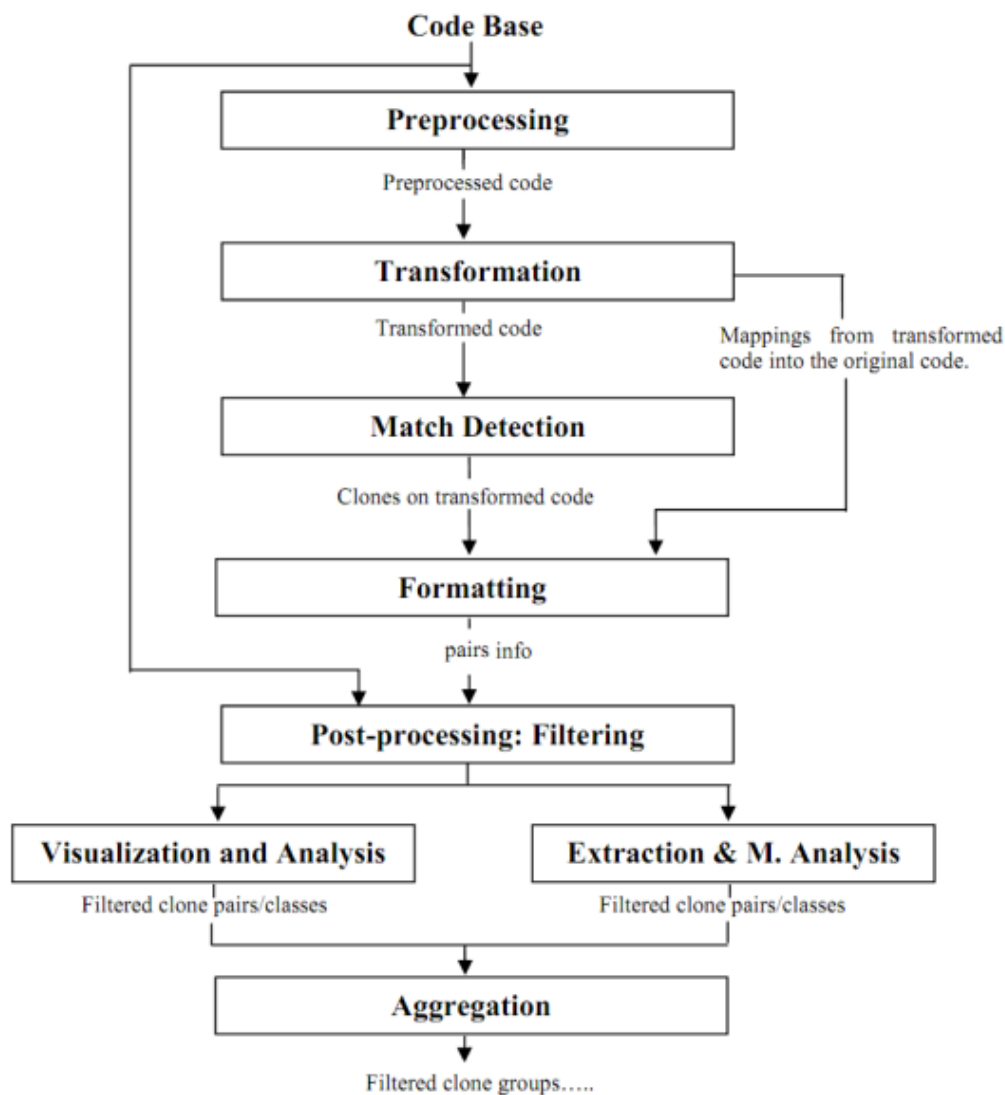 Code Base
Preprocessing
Preprocessed code
Transformation
Transformed code
Mappings from transformed
code into the original code.
Match Detection
Clones on transformed code
Formatting
pairs info
Post-processing: Filtering
Visualization and Analysis
Extraction & M. Analysis
Filtered clone pairs/classes
Filtered clone pairs/classes
Aggregation
Filtered clone groups…..